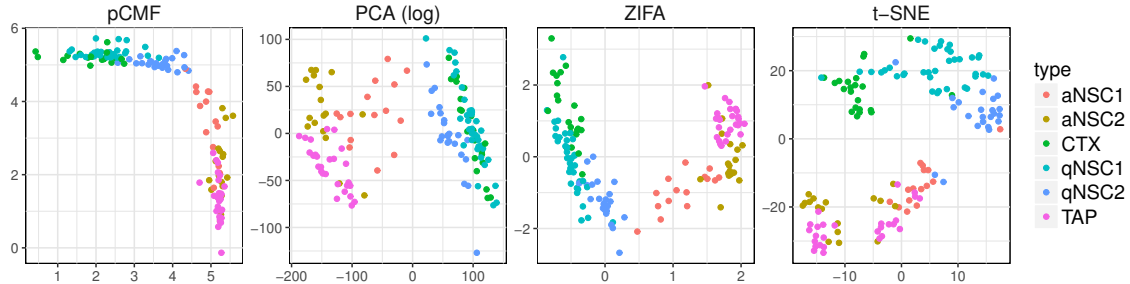 pCMF PCA (log) ZIFA t−SNE
6
4
2
0
1 2 3 4 5
100
50
0
−50
−100
−200 −100 0 100
2
0
−2
0 1 2
20
0
−20
−10 0 10
type
aNSC1
aNSC2
CTX
qNSC1
qNSC2
TAP